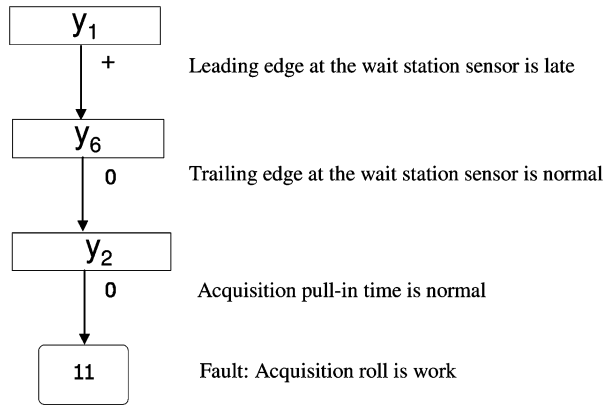 y1
+
Leading edge at the wait station sensor is late
y6
0
Trailing edge at the wait station sensor is normal
y2
0
Acquisition pull-in time is normal
11
Fault: Acquisition roll is work